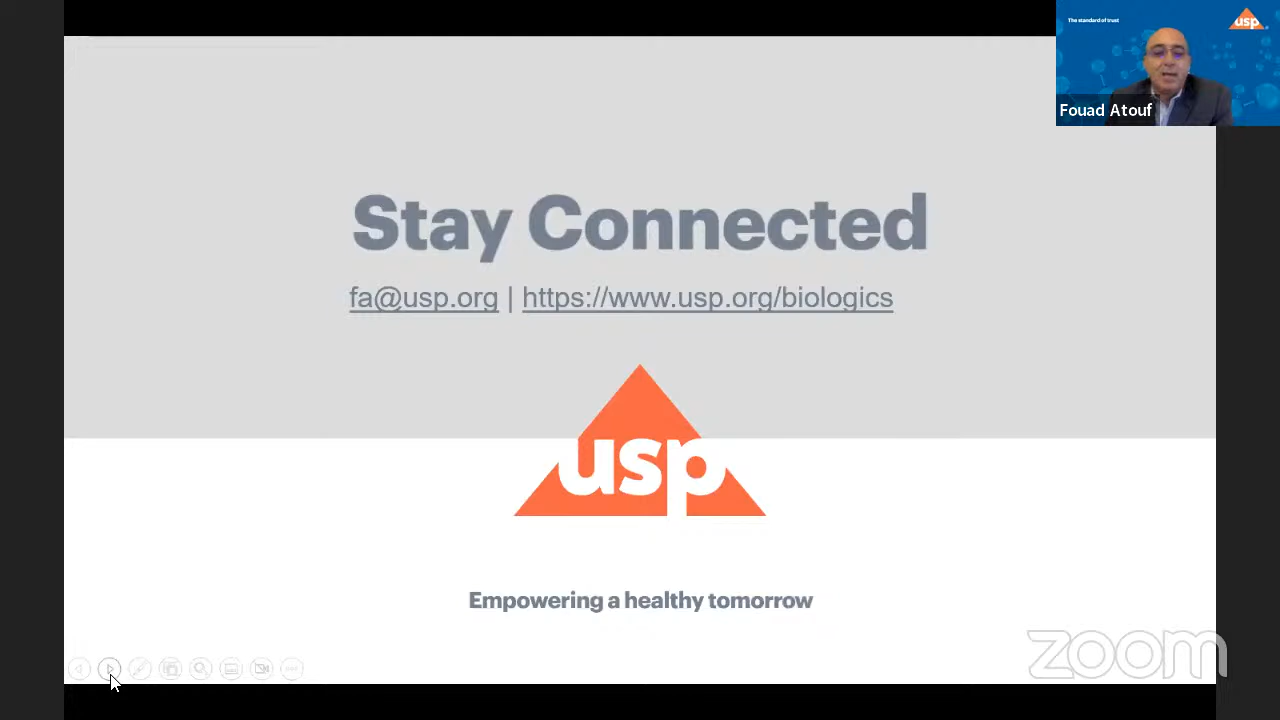 The standard of trust
usp
Fouad Atouf
Stay Connected
fa@usp.org | https://www.usp.org/biologics
usp
Empowering a healthy tomorrow
zoom